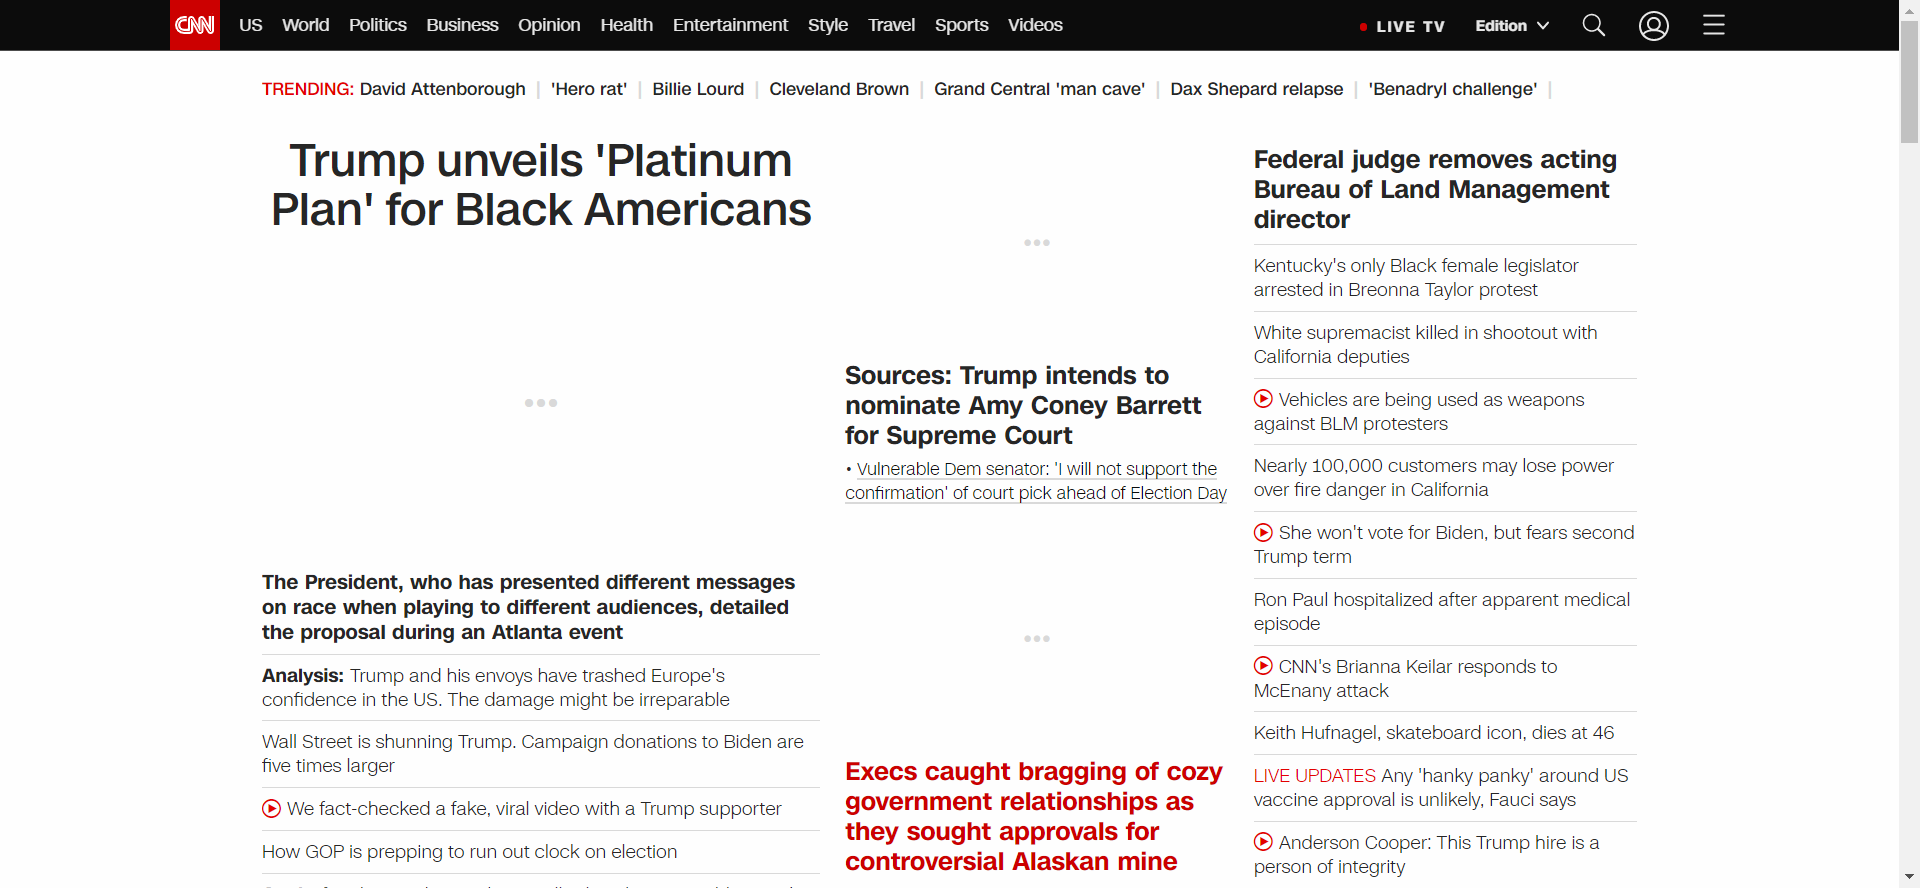 CNN US World Politics Business Opinion Health Entertainment Style Travel Sports Videos LIVE TV Edition
TRENDING: David Attenborough | 'Hero rat' | Billie Lourd | Cleveland Brown | Grand Central 'man cave' | Dax Shepard relapse | 'Benadryl challenge' |
Trump unveils 'Platinum
Plan' for Black Americans
The President, who has presented different messages
on race when playing to different audiences, detailed
the proposal during an Atlanta event
Analysis: Trump and his envoys have trashed Europe's
confidence in the US. The damage might be irreparable
Wall Street is shunning Trump. Campaign donations to Biden are
five times larger
We fact-checked a fake, viral video with a Trump supporter
How GOP is prepping to run out clock on election
Sources: Trump intends to
nominate Amy Coney Barrett
for Supreme Court
• Vulnerable Dem senator: 'I will not support the
confirmation' of court pick ahead of Election Day
Execs caught bragging of cozy
government relationships as
they sought approvals for
controversial Alaskan mine
Federal judge removes acting
Bureau of Land Management
director
Kentucky's only Black female legislator
arrested in Breonna Taylor protest
White supremacist killed in shootout with
California deputies
Vehicles are being used as weapons
against BLM protesters
Nearly 100,000 customers may lose power
over fire danger in California
She won't vote for Biden, but fears second
Trump term
Ron Paul hospitalized after apparent medical
episode
CNN's Brianna Keilar responds to
McEnany attack
Keith Hufnagel, skateboard icon, dies at 46
LIVE UPDATES Any 'hanky panky' around US
vaccine approval is unlikely, Fauci says
Anderson Cooper: This Trump hire is a
person of integrity